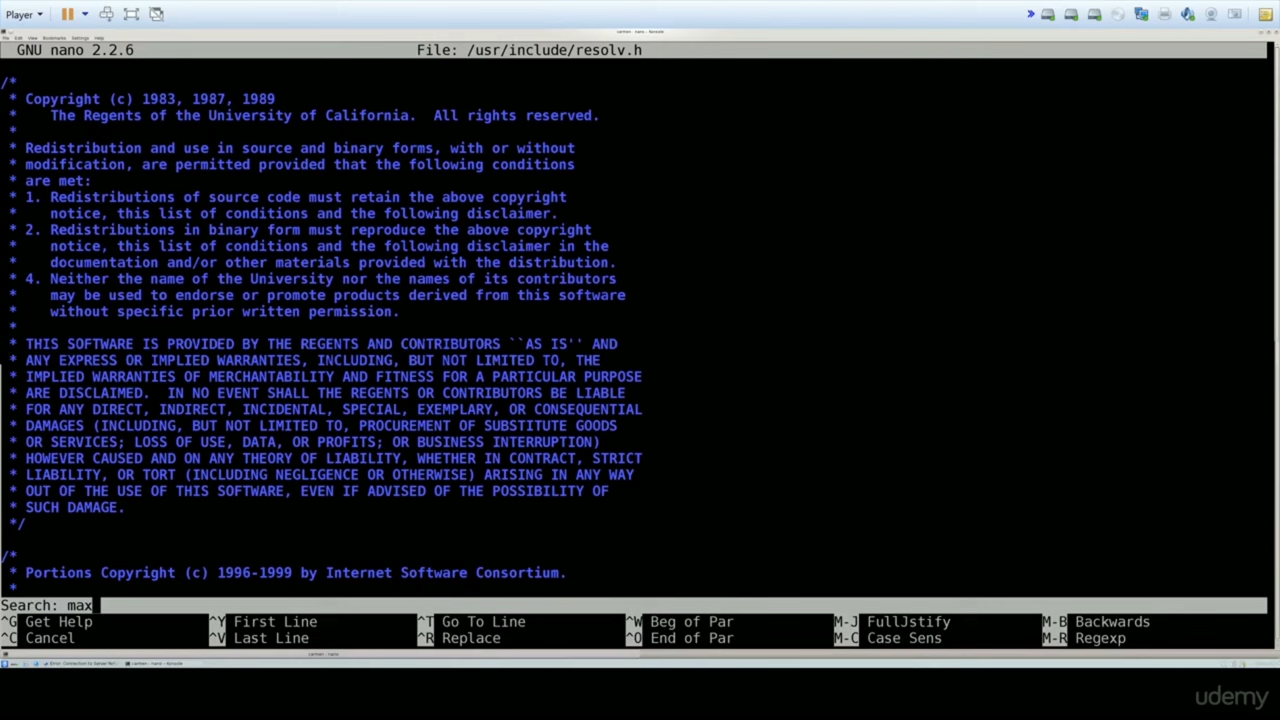 Player
carmen : nano – Konsole
File Edit View Bookmarks Settings Help
GNU nano 2.2.6 File: /usr/include/resolv.h
/*
* Copyright (c) 1983, 1987, 1989
* The Regents of the University of California. All rights reserved.
*
* Redistribution and use in source and binary forms, with or without
* modification, are permitted provided that the following conditions
* are met:
* 1. Redistributions of source code must retain the above copyright
* notice, this list of conditions and the following disclaimer.
* 2. Redistributions in binary form must reproduce the above copyright
* notice, this list of conditions and the following disclaimer in the
* documentation and/or other materials provided with the distribution.
* 4. Neither the name of the University nor the names of its contributors
* may be used to endorse or promote products derived from this software
* without specific prior written permission.
*
* THIS SOFTWARE IS PROVIDED BY THE REGENTS AND CONTRIBUTORS ``AS IS'' AND
* ANY EXPRESS OR IMPLIED WARRANTIES, INCLUDING, BUT NOT LIMITED TO, THE
* IMPLIED WARRANTIES OF MERCHANTABILITY AND FITNESS FOR A PARTICULAR PURPOSE
* ARE DISCLAIMED. IN NO EVENT SHALL THE REGENTS OR CONTRIBUTORS BE LIABLE
* FOR ANY DIRECT, INDIRECT, INCIDENTAL, SPECIAL, EXEMPLARY, OR CONSEQUENTIAL
* DAMAGES (INCLUDING, BUT NOT LIMITED TO, PROCUREMENT OF SUBSTITUTE GOODS
* OR SERVICES; LOSS OF USE, DATA, OR PROFITS; OR BUSINESS INTERRUPTION)
* HOWEVER CAUSED AND ON ANY THEORY OF LIABILITY, WHETHER IN CONTRACT, STRICT
* LIABILITY, OR TORT (INCLUDING NEGLIGENCE OR OTHERWISE) ARISING IN ANY WAY
* OUT OF THE USE OF THIS SOFTWARE, EVEN IF ADVISED OF THE POSSIBILITY OF
* SUCH DAMAGE.
*/
/*
* Portions Copyright (c) 1996-1999 by Internet Software Consortium.
*
Search: max
^G Get Help ^Y First Line ^T Go To Line ^W Beg of Par M-J FullJstify M-B Backwards
^C Cancel ^V Last Line ^R Replace ^O End of Par M-C Case Sens M-R Regexp
carmen : nano
carmen : nano – Konsole
udemy